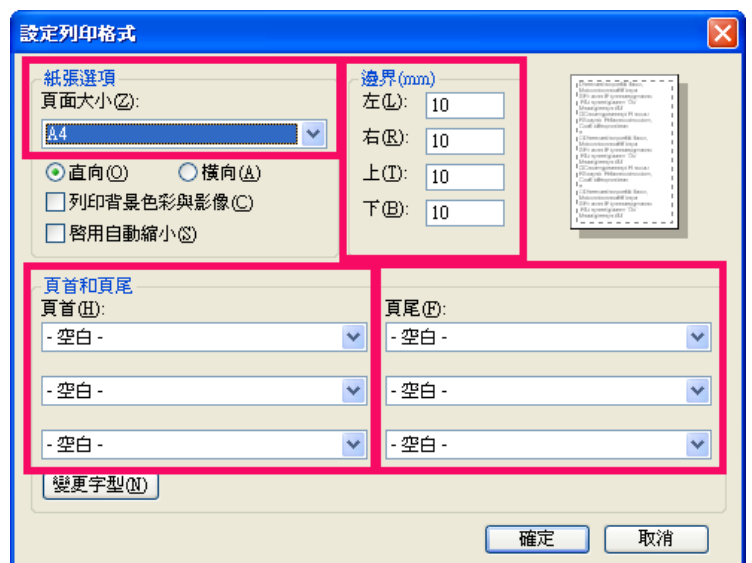 設定列印格式
紙張選項
頁面大小(Z):
A4
直向(O) 橫向(A)
列印背景色彩與影像(C)
啟用自動縮小(S)
邊界(mm)
左(L): 10
右(R): 10
上(T): 10
下(B): 10
頁首和頁尾
頁首(H): 頁尾(F):
- 空白 - - 空白 -
- 空白 - - 空白 -
- 空白 - - 空白 -
變更字型(N)
確定 取消